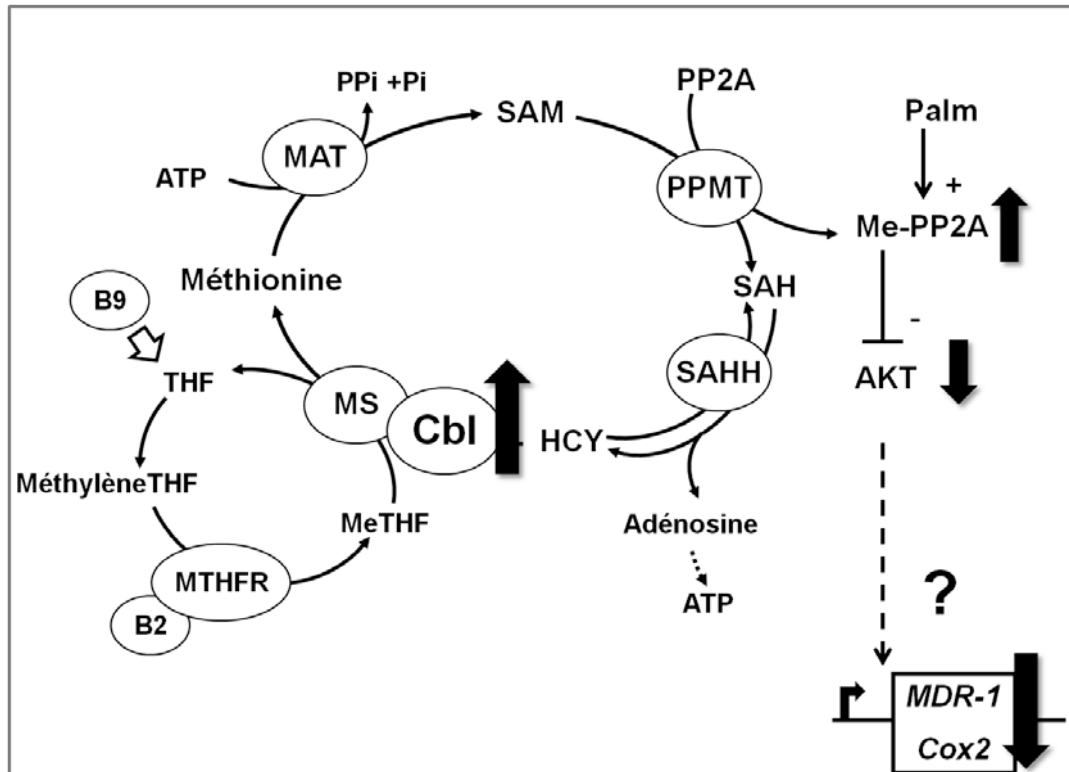 PPi +Pi
SAM
PP2A
Palm
MAT
ATP
PPMT
+
Me-PP2A
Méthionine
SAH
B9
-
THF
MS
Cbl
SAHH
AKT
HCY
MéthylèneTHF
MeTHF
Adénosine
MTHFR
B2
ATP
?
MDR-1
Cox2